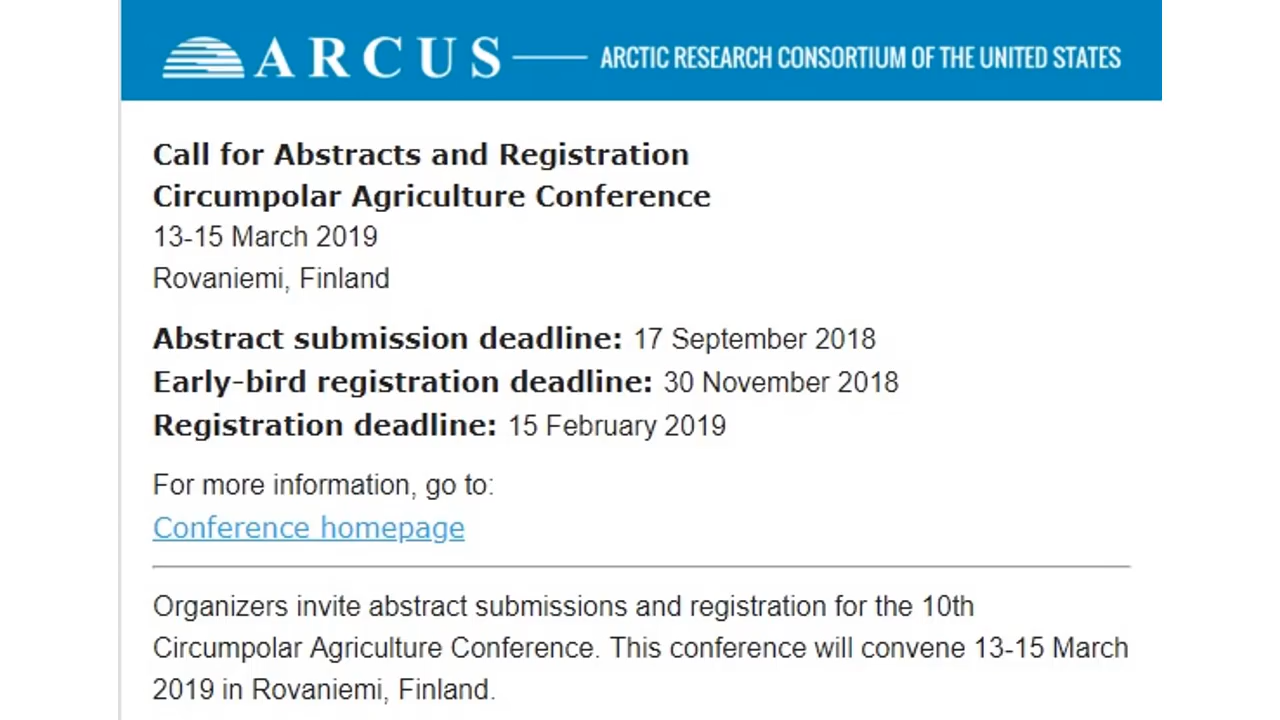 ARCUS ARCTIC RESEARCH CONSORTIUM OF THE UNITED STATES
Call for Abstracts and Registration
Circumpolar Agriculture Conference
13-15 March 2019
Rovaniemi, Finland
Abstract submission deadline: 17 September 2018
Early-bird registration deadline: 30 November 2018
Registration deadline: 15 February 2019
For more information, go to:
Conference homepage
Organizers invite abstract submissions and registration for the 10th
Circumpolar Agriculture Conference. This conference will convene 13-15 March
2019 in Rovaniemi, Finland.